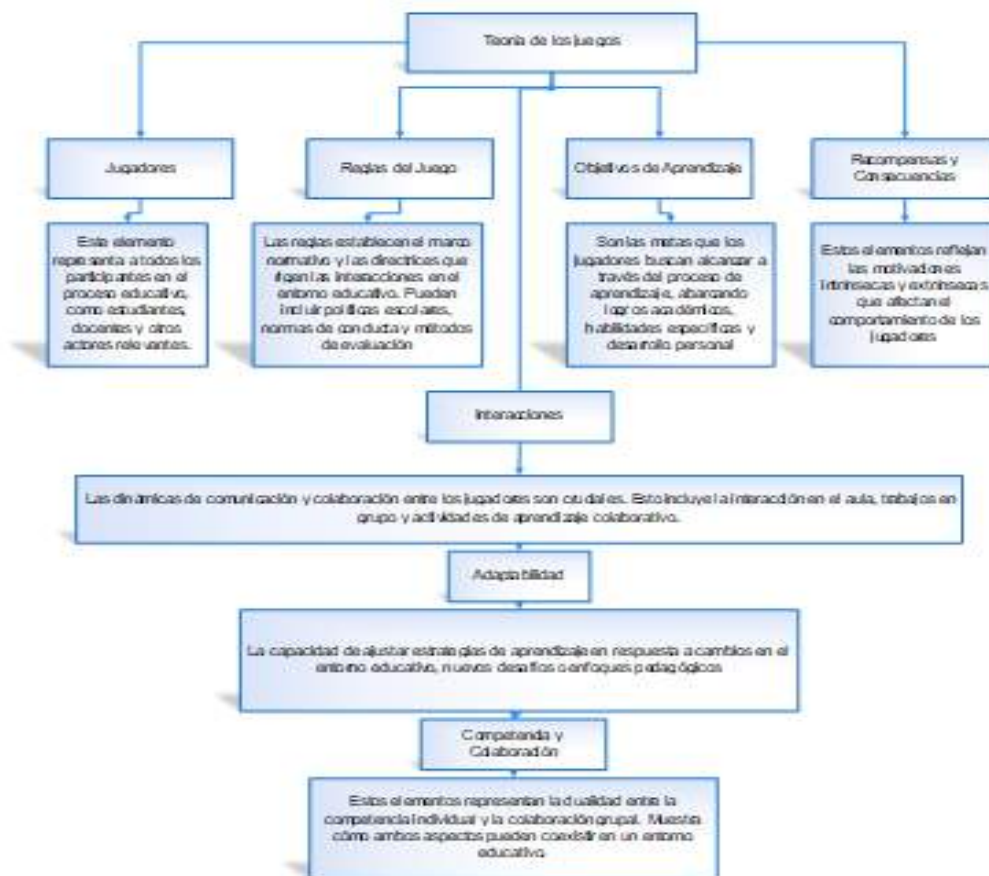 Teoría de los juegos
Jugadores
Reglas del Juego
Objetivos de Aprendizaje
Recompensas y
Consecuencias
Este elemento
representa a todos los
participantes en el
proceso educativo,
como estudiantes,
docentes y otros
actores relevantes.
Las reglas establecen el marco
normativo y las directrices que
rigen las interacciones en el
entorno educativo. Pueden
incluir políticas escolares,
normas de conducta y métodos
de evaluación
Son las metas que los
jugadores buscan alcanzar a
través del proceso de
aprendizaje, abarcando
logros académicos,
habilidades específicas y
desarrollo personal
Estos elementos reflejan
las motivaciones
intrínsecas y extrínsecas
que afectan el
comportamiento de los
jugadores
Interacciones
Las dinámicas de comunicación y colaboración entre los jugadores son cruciales. Esto incluye la interacción en el aula, trabajos en
grupo y actividades de aprendizaje colaborativo.
Adaptabilidad
La capacidad de ajustar estrategias de aprendizaje en respuesta a cambios en el
entorno educativo, nuevos desafíos o enfoques pedagógicos
Competencia y
Colaboración
Estos elementos representan la dualidad entre la
competencia individual y la colaboración grupal. Muestra
cómo ambos aspectos pueden coexistir en un entorno
educativo.